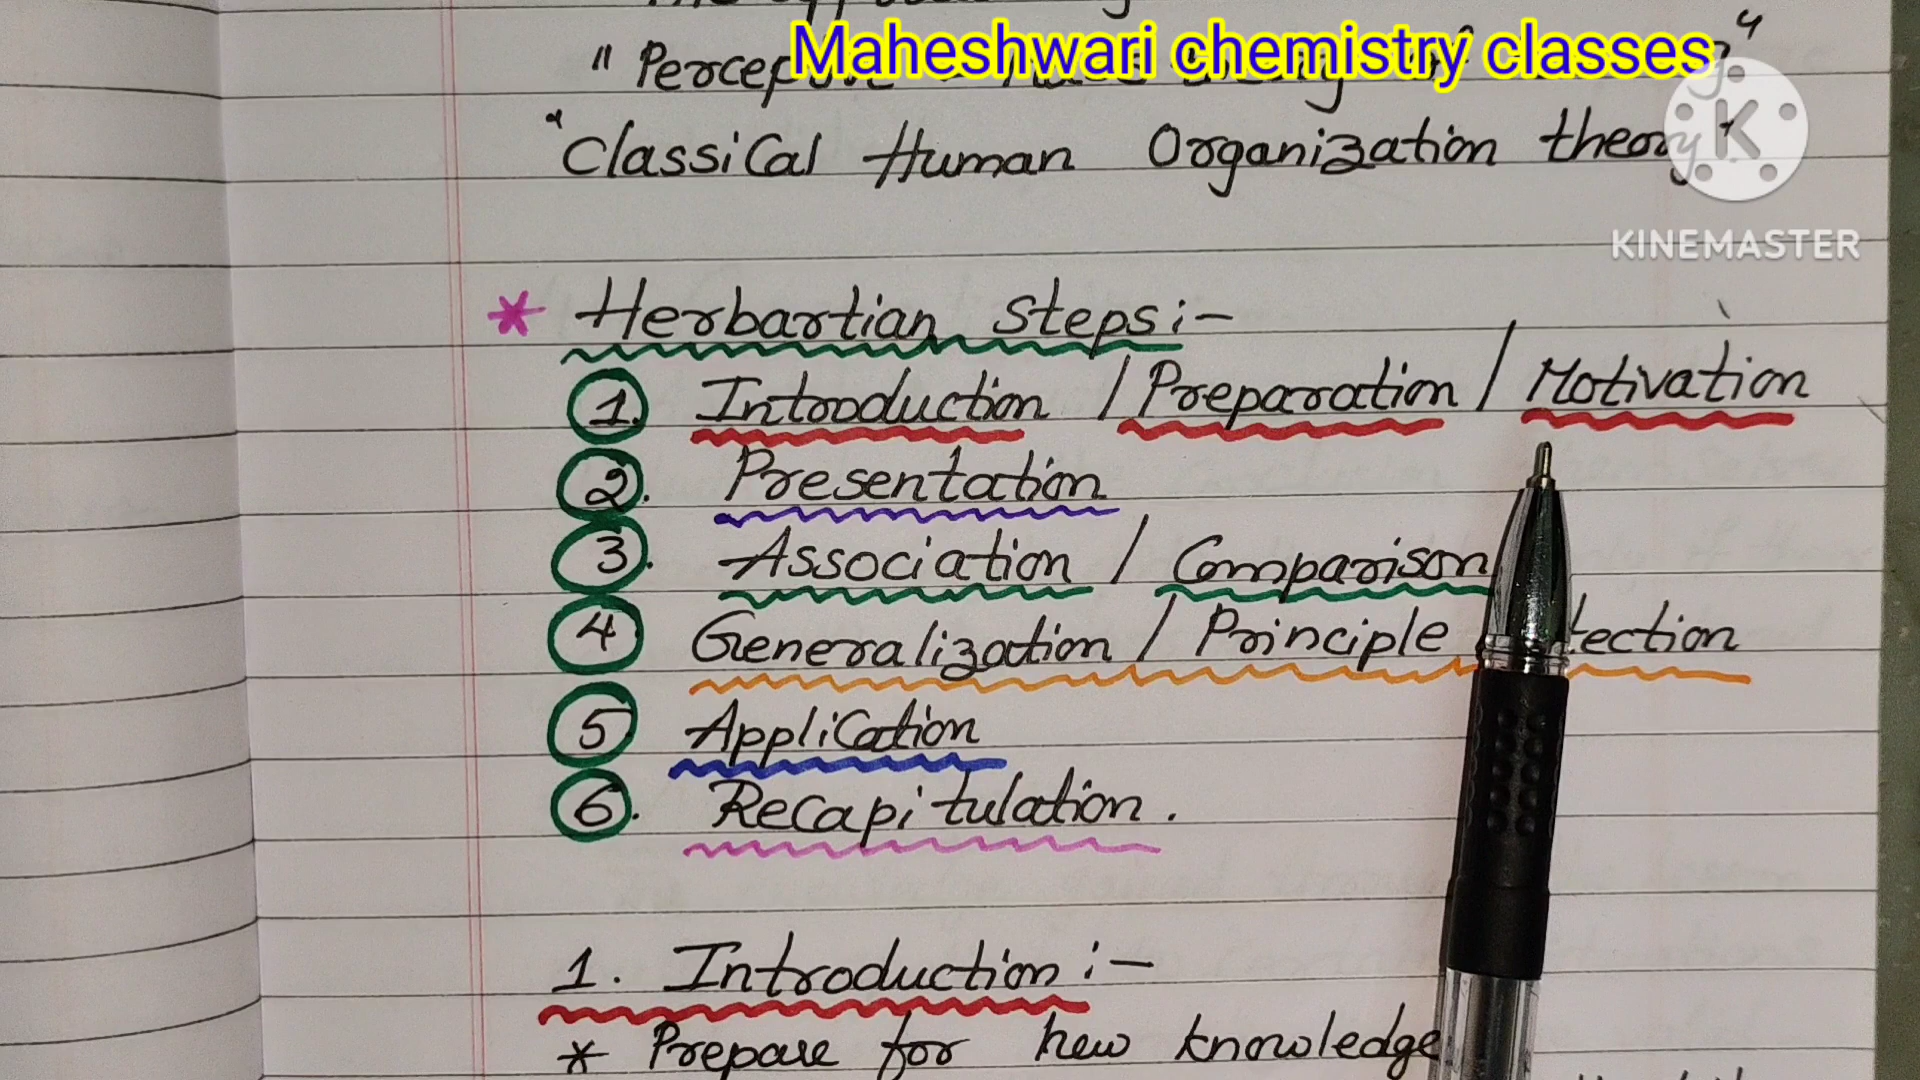 Maheshwari chemistry classes
"Classical Human Organization theory"
K
KINEMASTER
* Herbartian Steps:-
1. Introduction / Preparation / Motivation
2. Presentation
3. Association / Comparison
4 Generalization / Principle
5 Application
6. Recapitulation.
1. Introduction:-
* Prepare for new knowledge